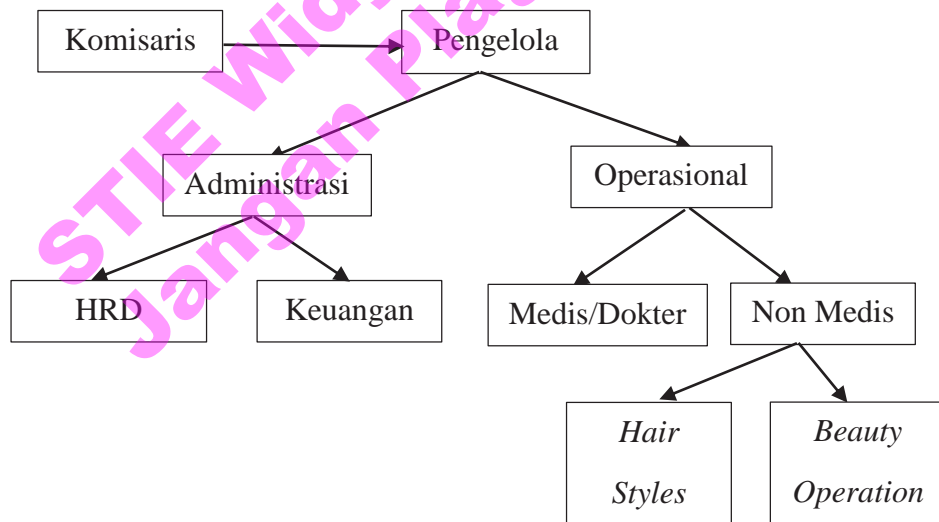 Komisaris
Pengelola
Administrasi
Operasional
HRD
Keuangan
Medis/Dokter
Non Medis
Hair
Styles
Beauty
Operation
STIE
Jangan